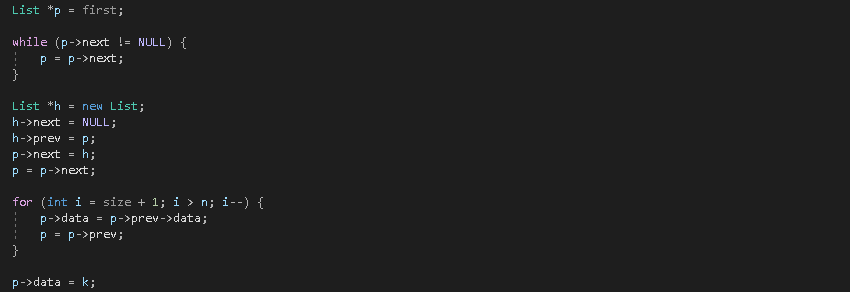 List *p = first;
while (p->next != NULL) {
p = p->next;
}
List *h = new List;
h->next = NULL;
h->prev = p;
p->next = h;
p = p->next;
for (int i = size + 1; i > n; i--) {
p->data = p->prev->data;
p = p->prev;
}
p->data = k;